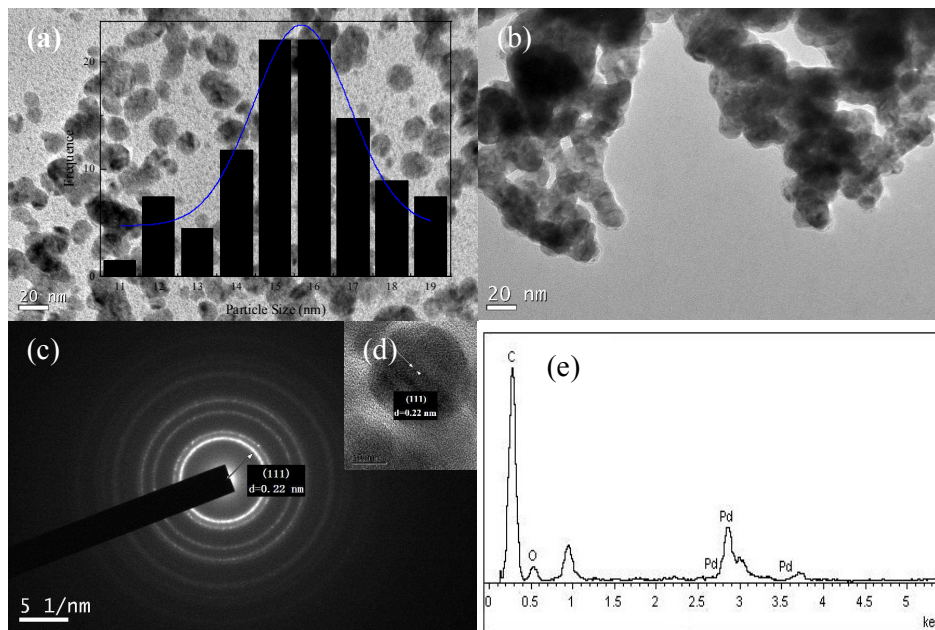 (a)
20
10
0
Frequence
11 12 13 14 15 16 17 18 19
Particle Size (nm)
20 nm
(b)
20 nm
(c)
(111)
d=0.22 nm
5 1/nm
(d)
(111)
d=0.22 nm
(e)
C
O
Pd
Pd
Pd
0 0.5 1 1.5 2 2.5 3 3.5 4 4.5 5
ke